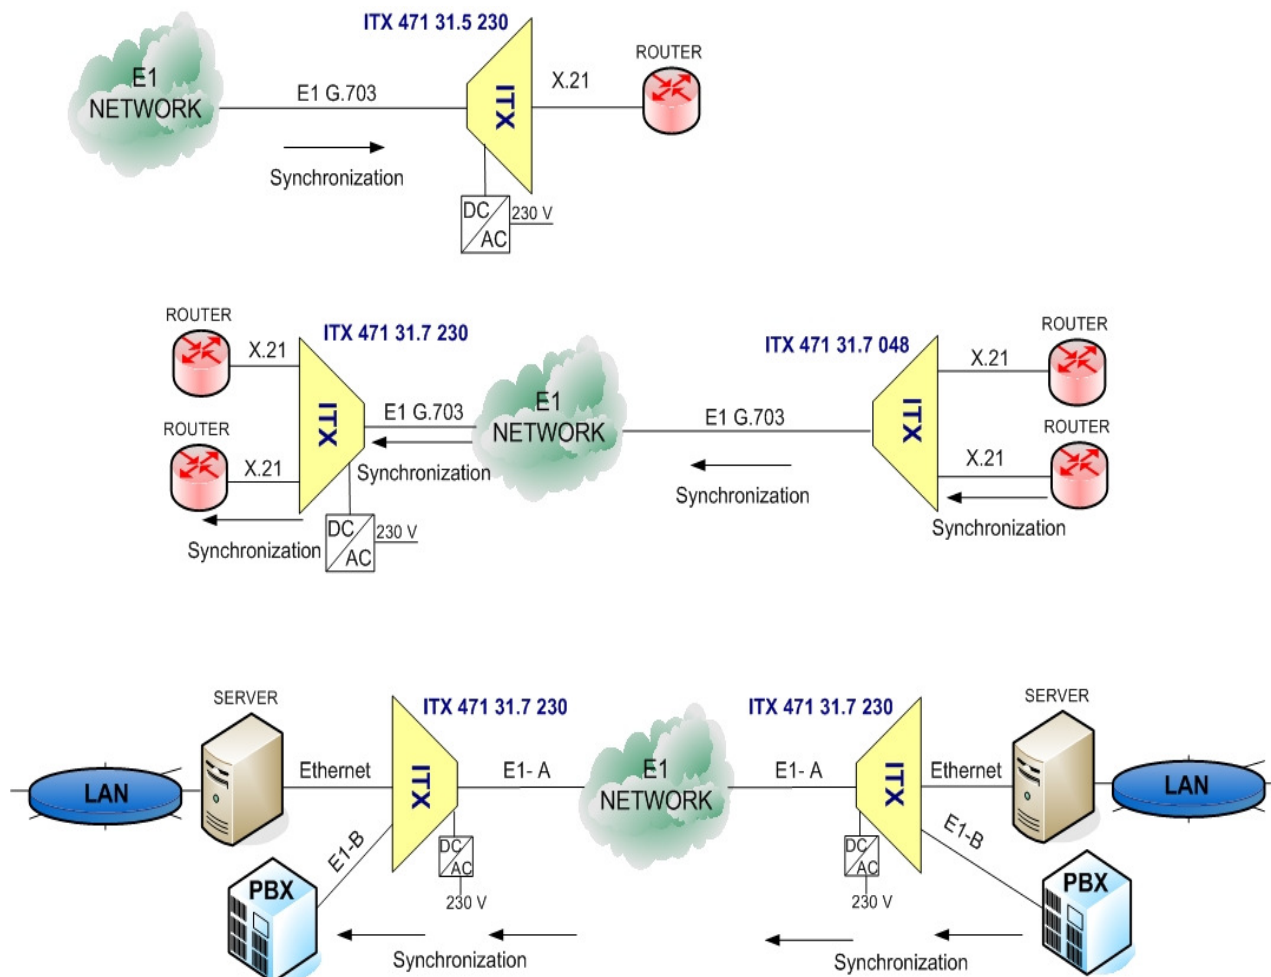 ITX 471 31.5 230
ROUTER
E1
NETWORK
E1 G.703
ITX
X.21
Synchronization
DC
AC
230 V
ROUTER
X.21
ITX 471 31.7 230
ROUTER
X.21
ITX
E1 G.703
Synchronization
Synchronization
DC
AC
230 V
E1
NETWORK
E1 G.703
Synchronization
ITX 471 31.7 048
ITX
X.21
ROUTER
X.21
ROUTER
Synchronization
SERVER
ITX 471 31.7 230
LAN
Ethernet
ITX
E1- A
E1-B
PBX
DC
AC
230 V
Synchronization
E1
NETWORK
ITX 471 31.7 230
SERVER
E1- A
ITX
Ethernet
LAN
E1-B
PBX
DC
AC
230 V
Synchronization